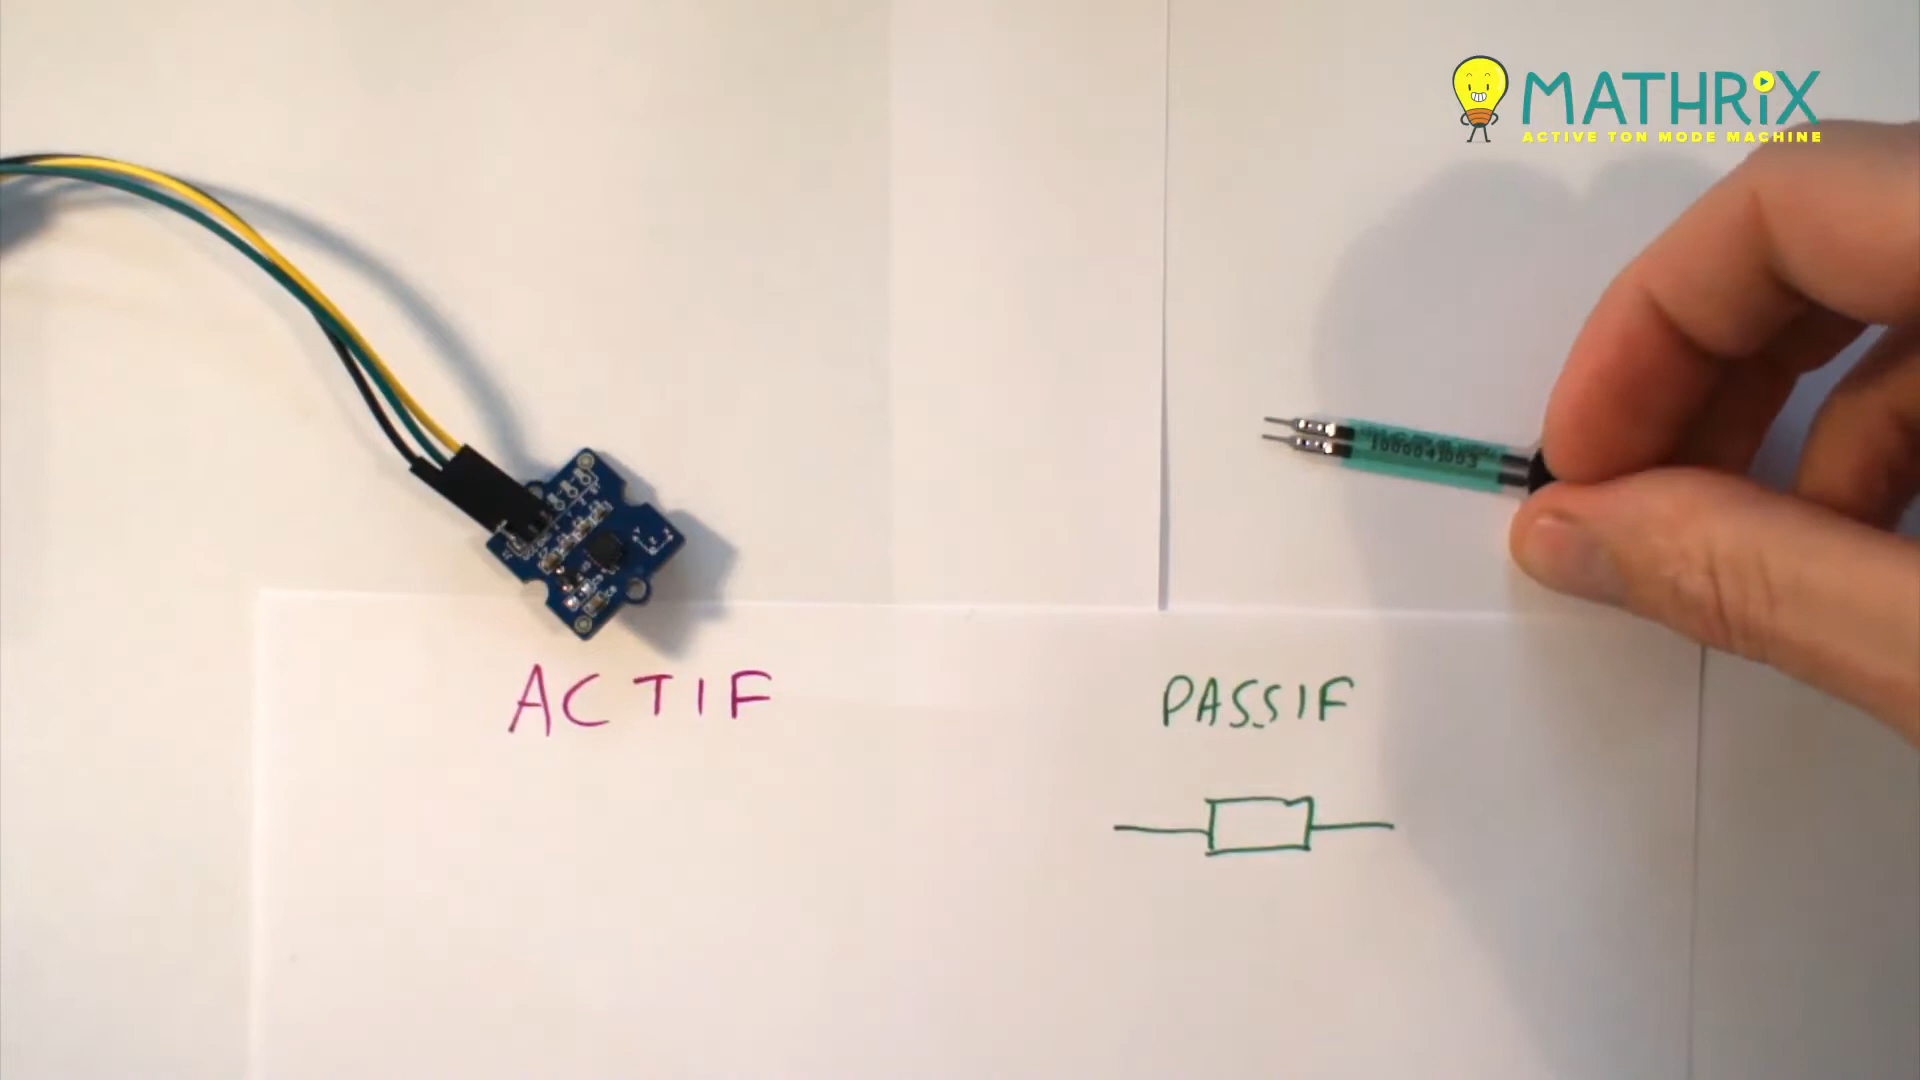 MATHRiX
ACTIVE TON MODE MACHINE
ACTIF
PASSIF